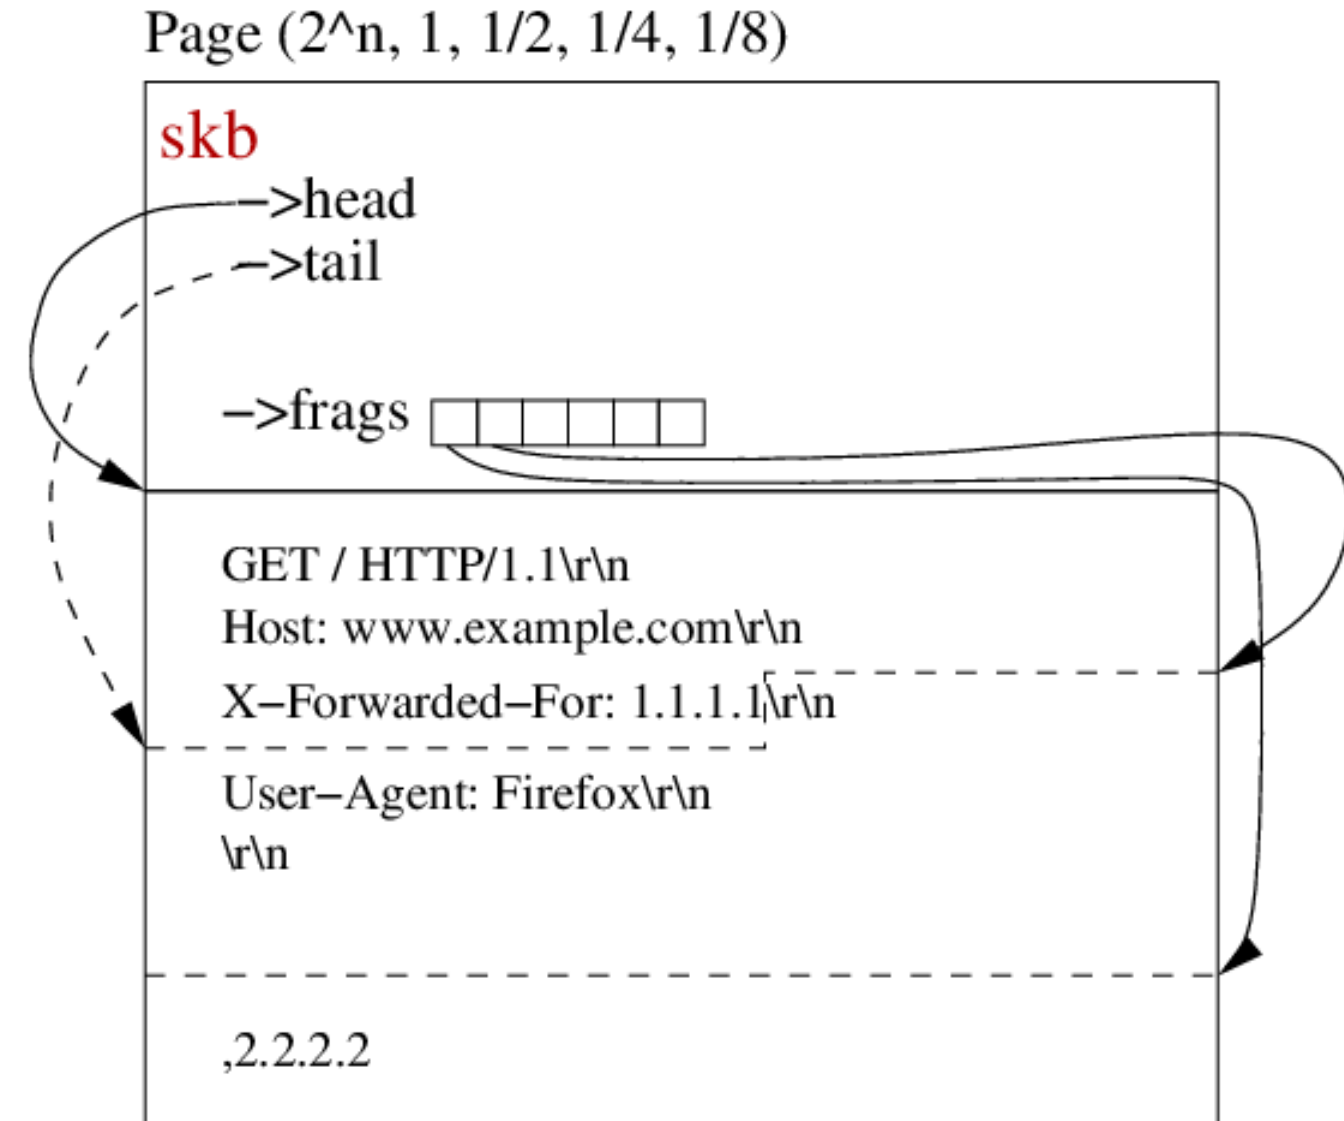 Page (2^n, 1, 1/2, 1/4, 1/8)
skb
−>head
−>tail
−>frags
GET / HTTP/1.1\r\n
Host: www.example.com\r\n
X−Forwarded−For: 1.1.1.1\r\n
User−Agent: Firefox\r\n
\r\n
,2.2.2.2